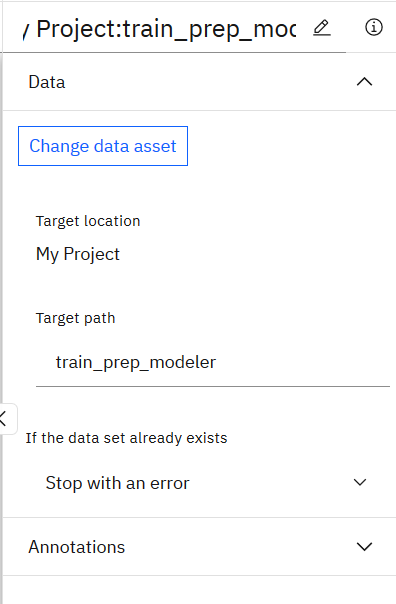 y Project:train_prep_mod
Data
Change data asset
Target location
My Project
Target path
train_prep_modeler
If the data set already exists
Stop with an error
Annotations